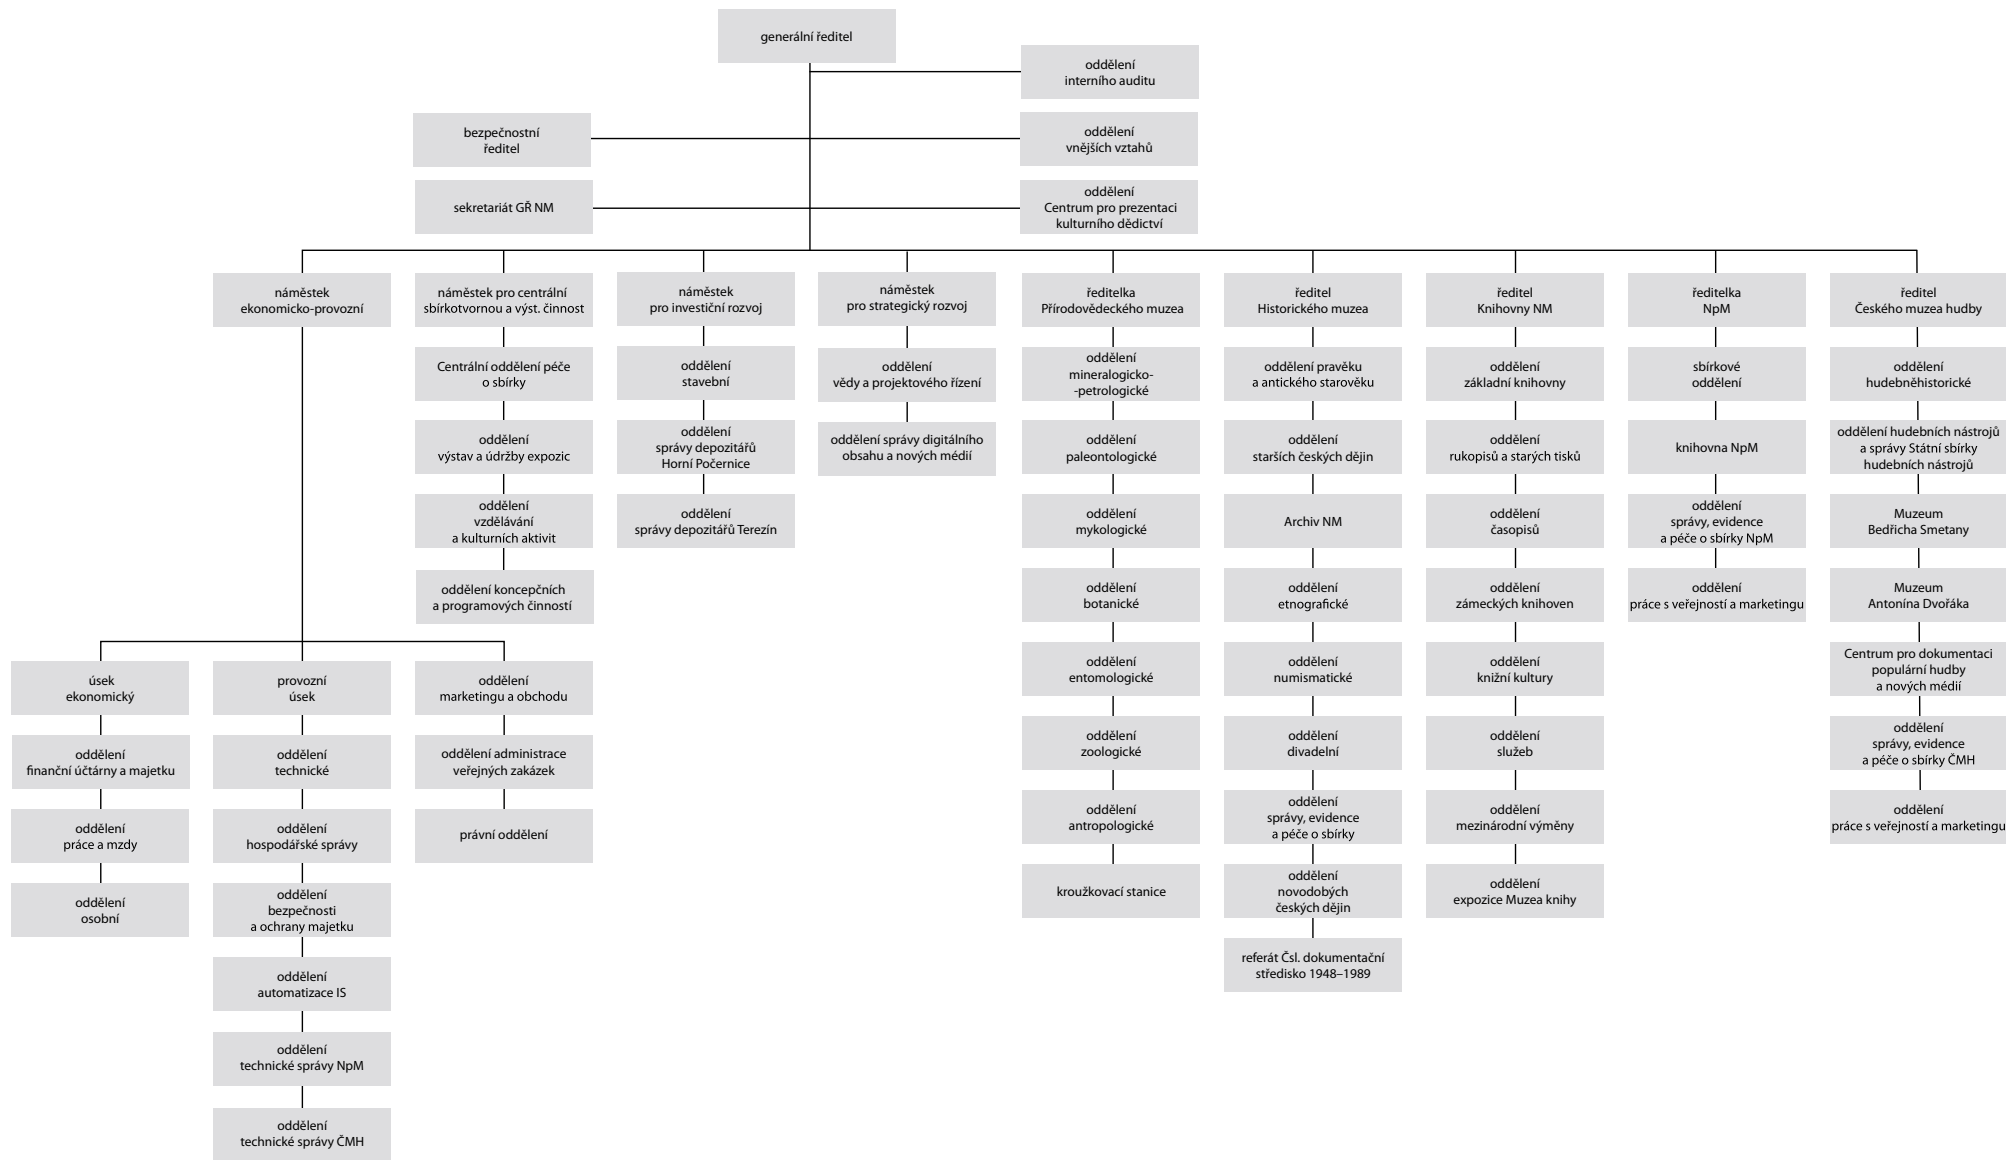 generální ředitel
oddělení
interního auditu
bezpečnostní
ředitel
oddělení
vnějších vztahů
sekretariát GŘ NM
oddělení
Centrum pro prezentaci
kulturního dědictví
náměstek
ekonomicko-provozní
náměstek pro centrální
sbírkotvornou a výst. činnost
náměstek
pro investiční rozvoj
náměstek
pro strategický rozvoj
ředitelka
Přírodovědeckého muzea
ředitel
Historického muzea
ředitel
Knihovny NM
ředitelka
NpM
ředitel
Českého muzea hudby
Centrální oddělení péče
o sbírky
oddělení
výstav a údržby expozic
oddělení
vzdělávání
a kulturních aktivit
oddělení koncepčních
a programových činností
oddělení
stavební
oddělení
správy depozitářů
Horní Počernice
oddělení
správy depozitářů Terezín
oddělení
vědy a projektového řízení
oddělení správy digitálního
obsahu a nových médií
oddělení
mineralogicko-
-petrologické
oddělení
paleontologické
oddělení
mykologické
oddělení
botanické
oddělení
entomologické
oddělení
zoologické
oddělení
antropologické
kroužkovací stanice
oddělení pravěku
a antického starověku
oddělení
starších českých dějin
Archiv NM
oddělení
etnografické
oddělení
numismatické
oddělení
divadelní
oddělení
správy, evidence
a péče o sbírky
oddělení
novodobých
českých dějin
referát Čsl. dokumentační
středisko 1948–1989
oddělení
základní knihovny
oddělení
rukopisů a starých tisků
oddělení
časopisů
oddělení
zámeckých knihoven
oddělení
knižní kultury
oddělení
služeb
oddělení
mezinárodní výměny
oddělení
expozice Muzea knihy
sbírkové
oddělení
knihovna NpM
oddělení
správy, evidence
a péče o sbírky NpM
oddělení
práce s veřejností a marketingu
oddělení
hudebněhistorické
oddělení hudebních nástrojů
a správy Státní sbírky
hudebních nástrojů
Muzeum
Bedřicha Smetany
Muzeum
Antonína Dvořáka
Centrum pro dokumentaci
populární hudby
a nových médií
oddělení
správy, evidence
a péče o sbírky ČMH
oddělení
práce s veřejností a marketingu
úsek
ekonomický
oddělení
finanční účtárny a majetku
oddělení
práce a mzdy
oddělení
osobní
provozní
úsek
oddělení
technické
oddělení
hospodářské správy
oddělení
bezpečnosti
a ochrany majetku
oddělení
automatizace IS
oddělení
technické správy NpM
oddělení
technické správy ČMH
oddělení
marketingu a obchodu
oddělení administrace
veřejných zakázek
právní oddělení